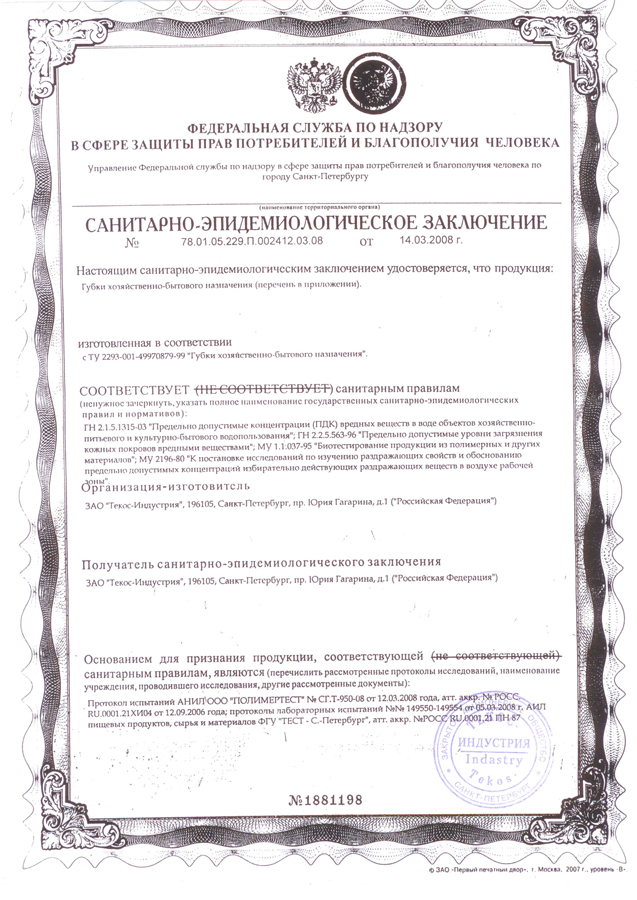 ФЕДЕРАЛЬНАЯ СЛУЖБА ПО НАДЗОРУ
В СФЕРЕ ЗАЩИТЫ ПРАВ ПОТРЕБИТЕЛЕЙ И БЛАГОПОЛУЧИЯ ЧЕЛОВЕКА
Управление Федеральной службы по надзору в сфере защиты прав потребителей и благополучия человека по
городу Санкт-Петербургу
(наименование территориального органа)
САНИТАРНО-ЭПИДЕМИОЛОГИЧЕСКОЕ ЗАКЛЮЧЕНИЕ
№ 78.01.05.229.П.002412.03.08 от 14.03.2008 г.
Настоящим санитарно-эпидемиологическим заключением удостоверяется, что продукция:
Губки хозяйственно-бытового назначения (перечень в приложении).
изготовленная в соответствии
с ТУ 2293-001-49970879-99 "Губки хозяйственно-бытового назначения".
СООТВЕТСТВУЕТ (НЕ СООТВЕТСТВУЕТ) санитарным правилам
(ненужное зачеркнуть, указать полное наименование государственных санитарно-эпидемиологических
правил и нормативов):
ГН 2.1.5.1315-03 "Предельно допустимые концентрации (ПДК) вредных веществ в воде объектов хозяйственно-
питьевого и культурно-бытового водопользования"; ГН 2.2.5.563-96 "Предельно допустимые уровни загрязнения
кожных покровов вредными веществами"; МУ 1.1.037-95 "Биотестирование продукции из полимерных и других
материалов"; МУ 2196-80 "К постановке исследований по изучению раздражающих свойств и обоснованию
предельно допустимых концентраций избирательно действующих раздражающих веществ в воздухе рабочей
зоны".
Организация-изготовитель
ЗАО "Текос-Индустрия", 196105, Санкт-Петербург, пр. Юрия Гагарина, д.1 ("Российская Федерация")
Получатель санитарно-эпидемиологического заключения
ЗАО "Текос-Индустрия", 196105, Санкт-Петербург, пр. Юрия Гагарина, д.1 ("Российская Федерация")
Основанием для признания продукции, соответствующей (не соответствующей)
санитарным правилам, являются (перечислить рассмотренные протоколы исследований, наименование
учреждения, проводившего исследования, другие рассмотренные документы):
Протокол испытаний АНИЛ ООО "ПОЛИМЕРТЕСТ" № СГ.Т-950-08 от 12.03.2008 года, атт. аккр. № РОСС
RU.0001.21ХИ04 от 12.09.2006 года; протоколы лабораторных испытаний №№ 149550-149554 от 05.03.2008 г. АИЛ
пищевых продуктов, сырья и материалов ФГУ "ТЕСТ - С.-Петербург", атт. аккр. №РОСС RU.0001.21 ПН 87
ОБЩЕСТВО
ИНДУСТРИЯ
Indastry
Tekos
САНКТ-ПЕТЕРБУРГ
№1881198
© ЗАО «Первый печатный двор», г. Москва, 2007 г., уровень «В»